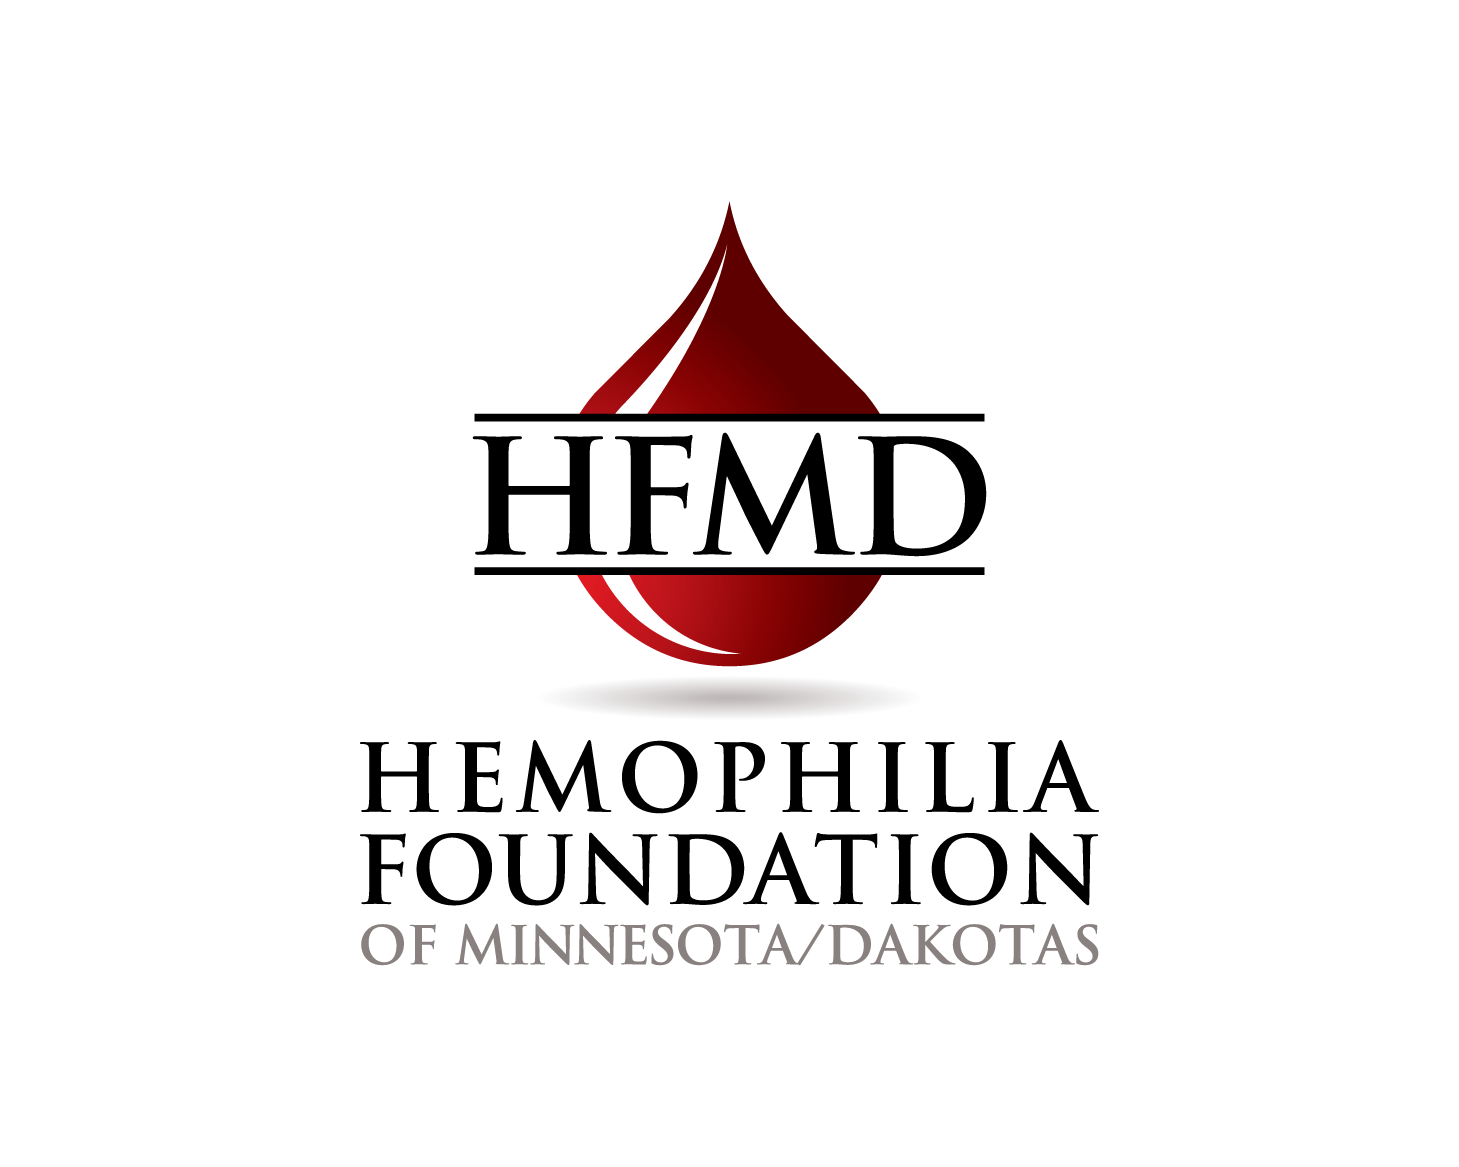 HFMD
HEMOPHILIA
FOUNDATION
OF MINNESOTA/DAKOTAS